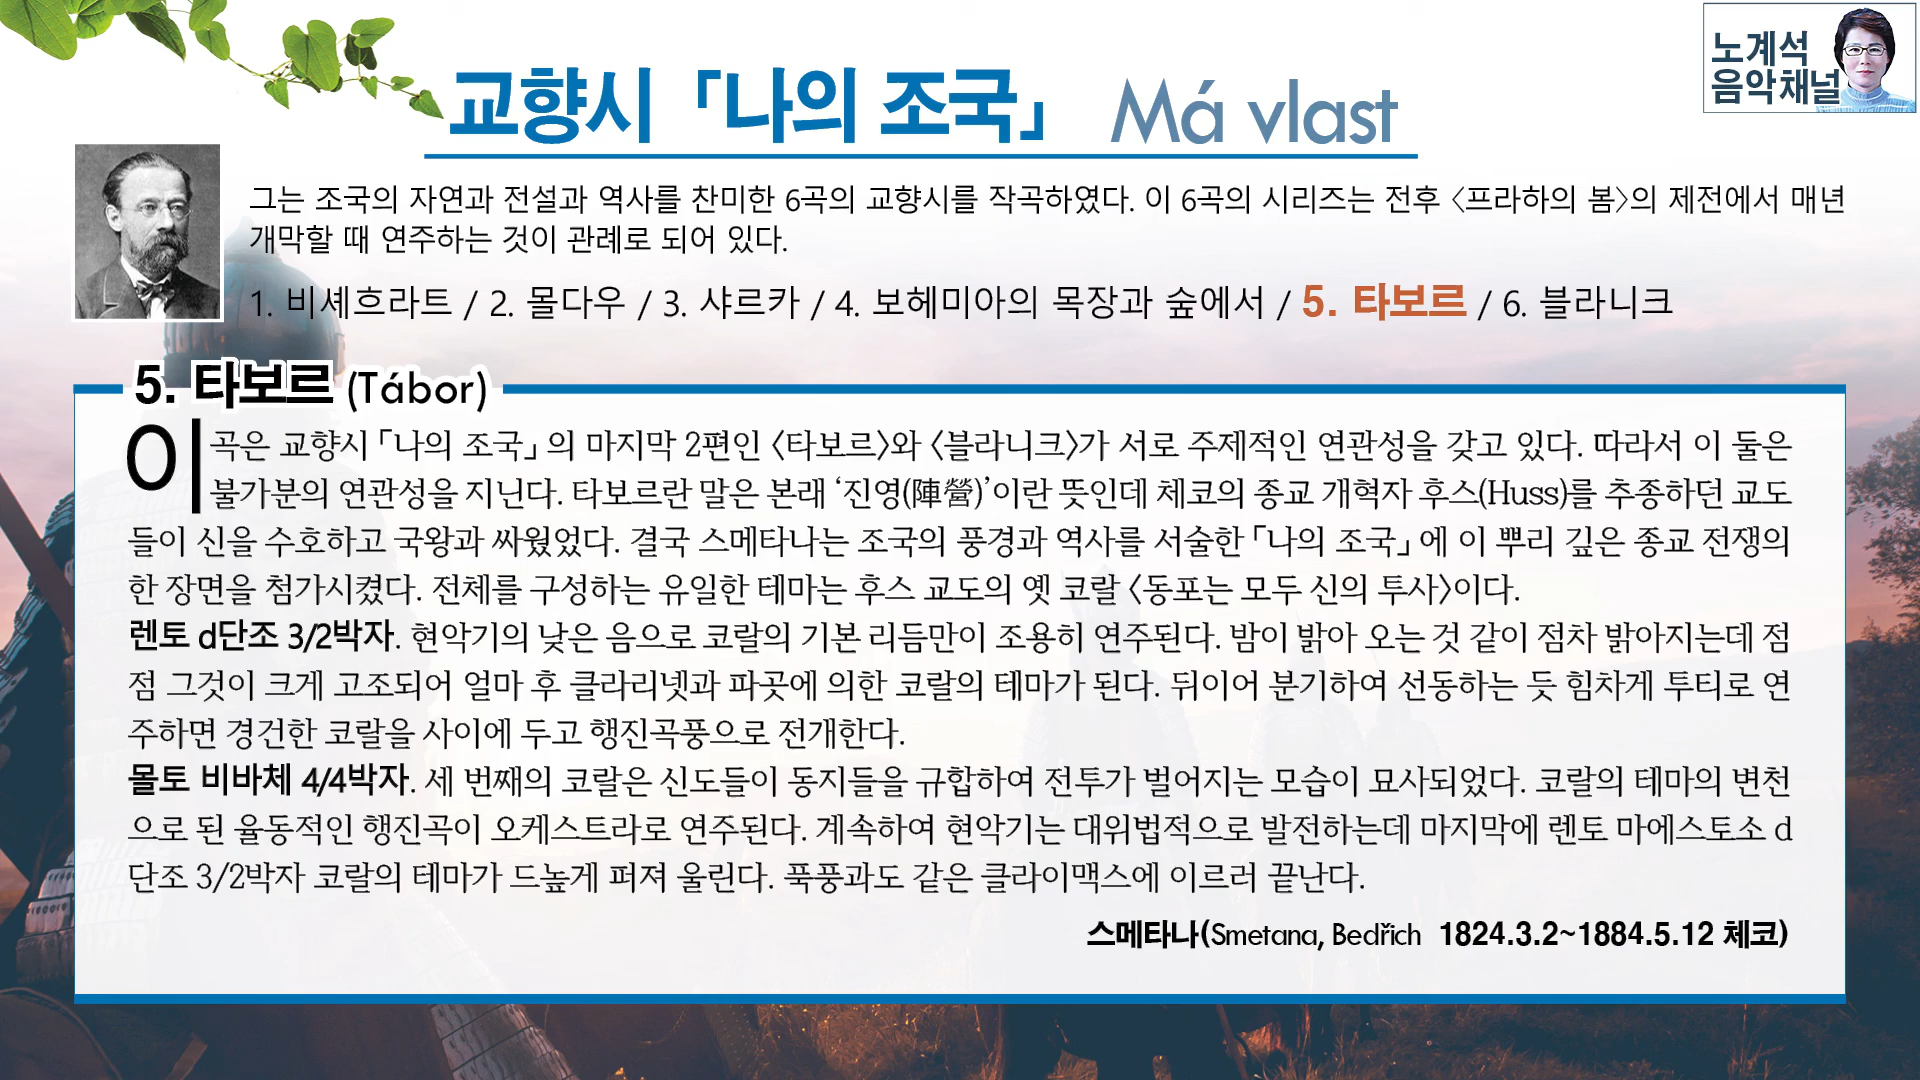 노계석
음악채널
교향시 「나의 조국」 Má vlast
그는 조국의 자연과 전설과 역사를 찬미한 6곡의 교향시를 작곡하였다. 이 6곡의 시리즈는 전후 〈프라하의 봄〉의 제전에서 매년
개막할 때 연주하는 것이 관례로 되어 있다.
1. 비셰흐라트 / 2. 몰다우 / 3. 샤르카 / 4. 보헤미아의 목장과 숲에서 / 5. 타보르 / 6. 블라니크
5. 타보르 (Tábor)
이 곡은 교향시 「나의 조국」의 마지막 2편인 〈타보르〉와 〈블라니크〉가 서로 주제적인 연관성을 갖고 있다. 따라서 이 둘은
불가분의 연관성을 지닌다. 타보르란 말은 본래 ‘진영(陣營)’이란 뜻인데 체코의 종교 개혁자 후스(Huss)를 추종하던 교도
들이 신을 수호하고 국왕과 싸웠었다. 결국 스메타나는 조국의 풍경과 역사를 서술한 「나의 조국」에 이 뿌리 깊은 종교 전쟁의
한 장면을 첨가시켰다. 전체를 구성하는 유일한 테마는 후스 교도의 옛 코랄 〈동포는 모두 신의 투사〉이다.
렌토 d단조 3/2박자. 현악기의 낮은 음으로 코랄의 기본 리듬만이 조용히 연주된다. 밤이 밝아 오는 것 같이 점차 밝아지는데 점
점 그것이 크게 고조되어 얼마 후 클라리넷과 파곳에 의한 코랄의 테마가 된다. 뒤이어 분기하여 선동하는 듯 힘차게 투티로 연
주하면 경건한 코랄을 사이에 두고 행진곡풍으로 전개한다.
몰토 비바체 4/4박자. 세 번째의 코랄은 신도들이 동지들을 규합하여 전투가 벌어지는 모습이 묘사되었다. 코랄의 테마의 변천
으로 된 율동적인 행진곡이 오케스트라로 연주된다. 계속하여 현악기는 대위법적으로 발전하는데 마지막에 렌토 마에스토소 d
단조 3/2박자 코랄의 테마가 드높게 퍼져 울린다. 푹풍과도 같은 클라이맥스에 이르러 끝난다.
스메타나(Smetana, Bedřich 1824.3.2~1884.5.12 체코)